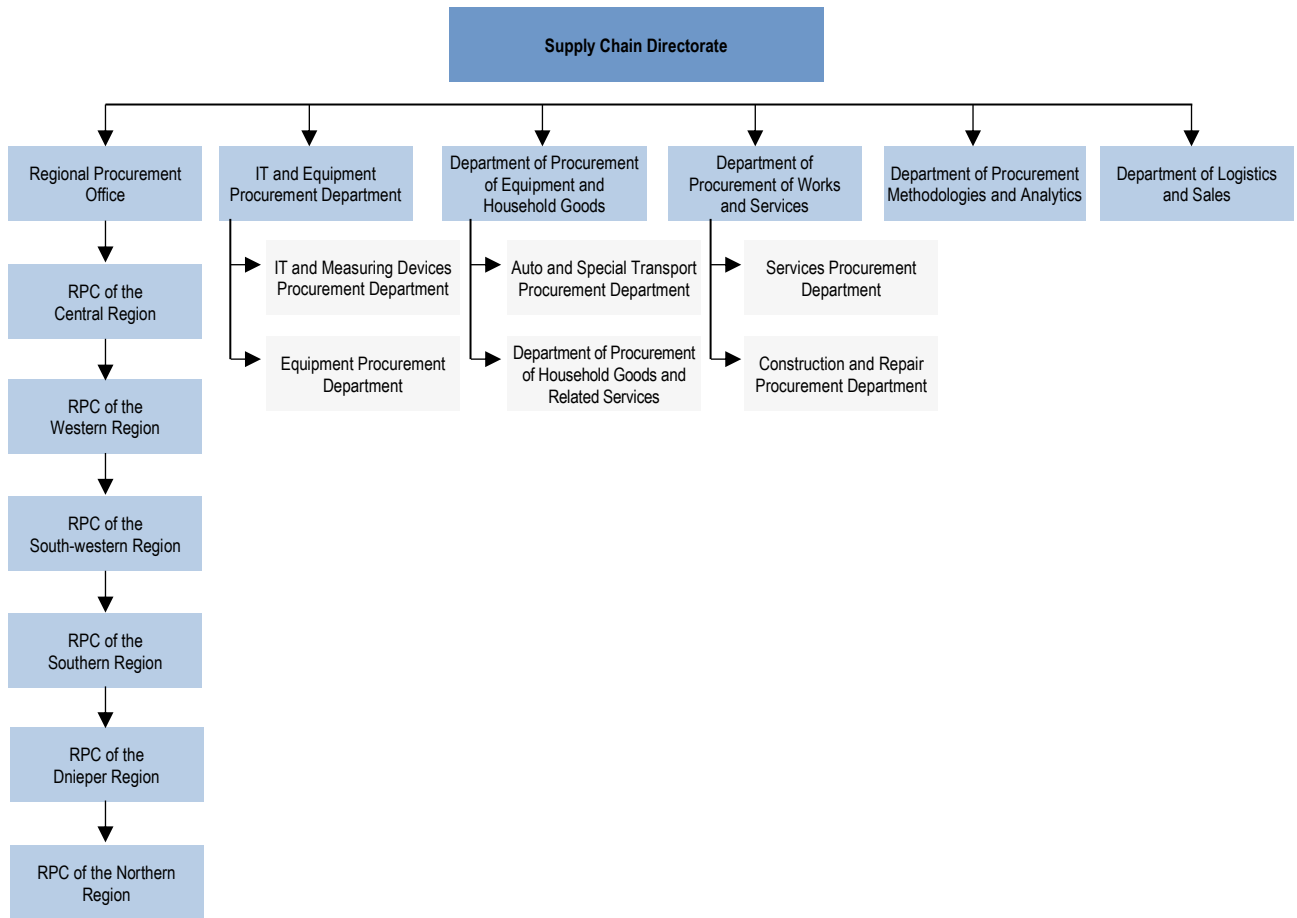 Supply Chain Directorate
Regional Procurement
Office
IT and Equipment
Procurement Department
Department of Procurement
of Equipment and
Household Goods
Department of
Procurement of Works
and Services
Department of Procurement
Methodologies and Analytics
Department of Logistics
and Sales
IT and Measuring Devices
Procurement Department
Auto and Special Transport
Procurement Department
Services Procurement
Department
RPC of the
Central Region
Equipment Procurement
Department
Department of Procurement
of Household Goods and
Related Services
Construction and Repair
Procurement Department
RPC of the
Western Region
RPC of the
South-western Region
RPC of the
Southern Region
RPC of the
Dnieper Region
RPC of the Northern
Region